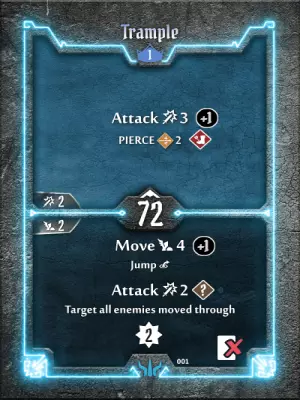 Trample
1
Attack 3 +1
PIERCE 2
2
72
2
Move 4 +1
Jump
Attack 2 ?
Target all enemies moved through
2
001